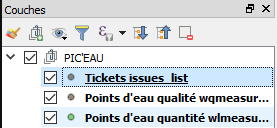 Couches
PIC'EAU
Tickets issues_list
Points d'eau qualité wqmeasur...
Points d'eau quantité wlmeasur...